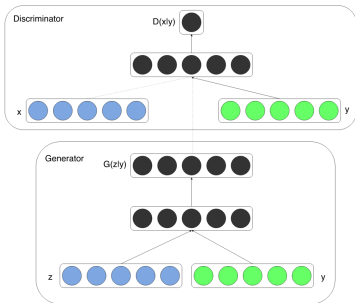 Discriminator
D(x|y)
x
y
Generator
G(z|y)
z
y